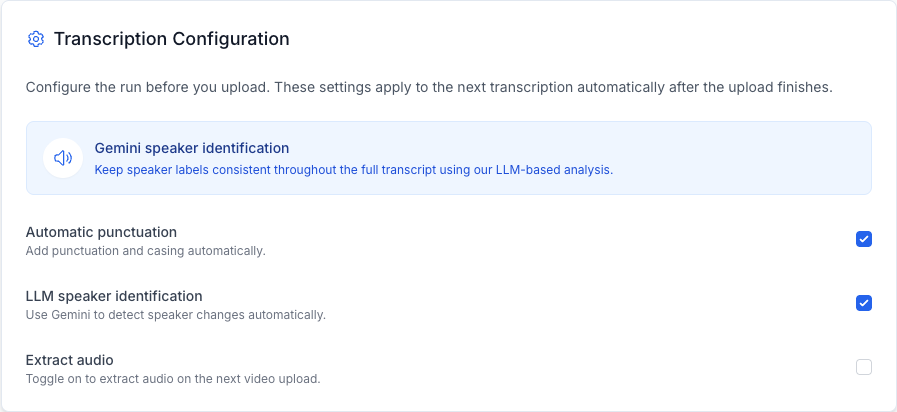 Transcription Configuration
Configure the run before you upload. These settings apply to the next transcription automatically after the upload finishes.
Gemini speaker identification
Keep speaker labels consistent throughout the full transcript using our LLM-based analysis.
Automatic punctuation
Add punctuation and casing automatically.
LLM speaker identification
Use Gemini to detect speaker changes automatically.
Extract audio
Toggle on to extract audio on the next video upload.